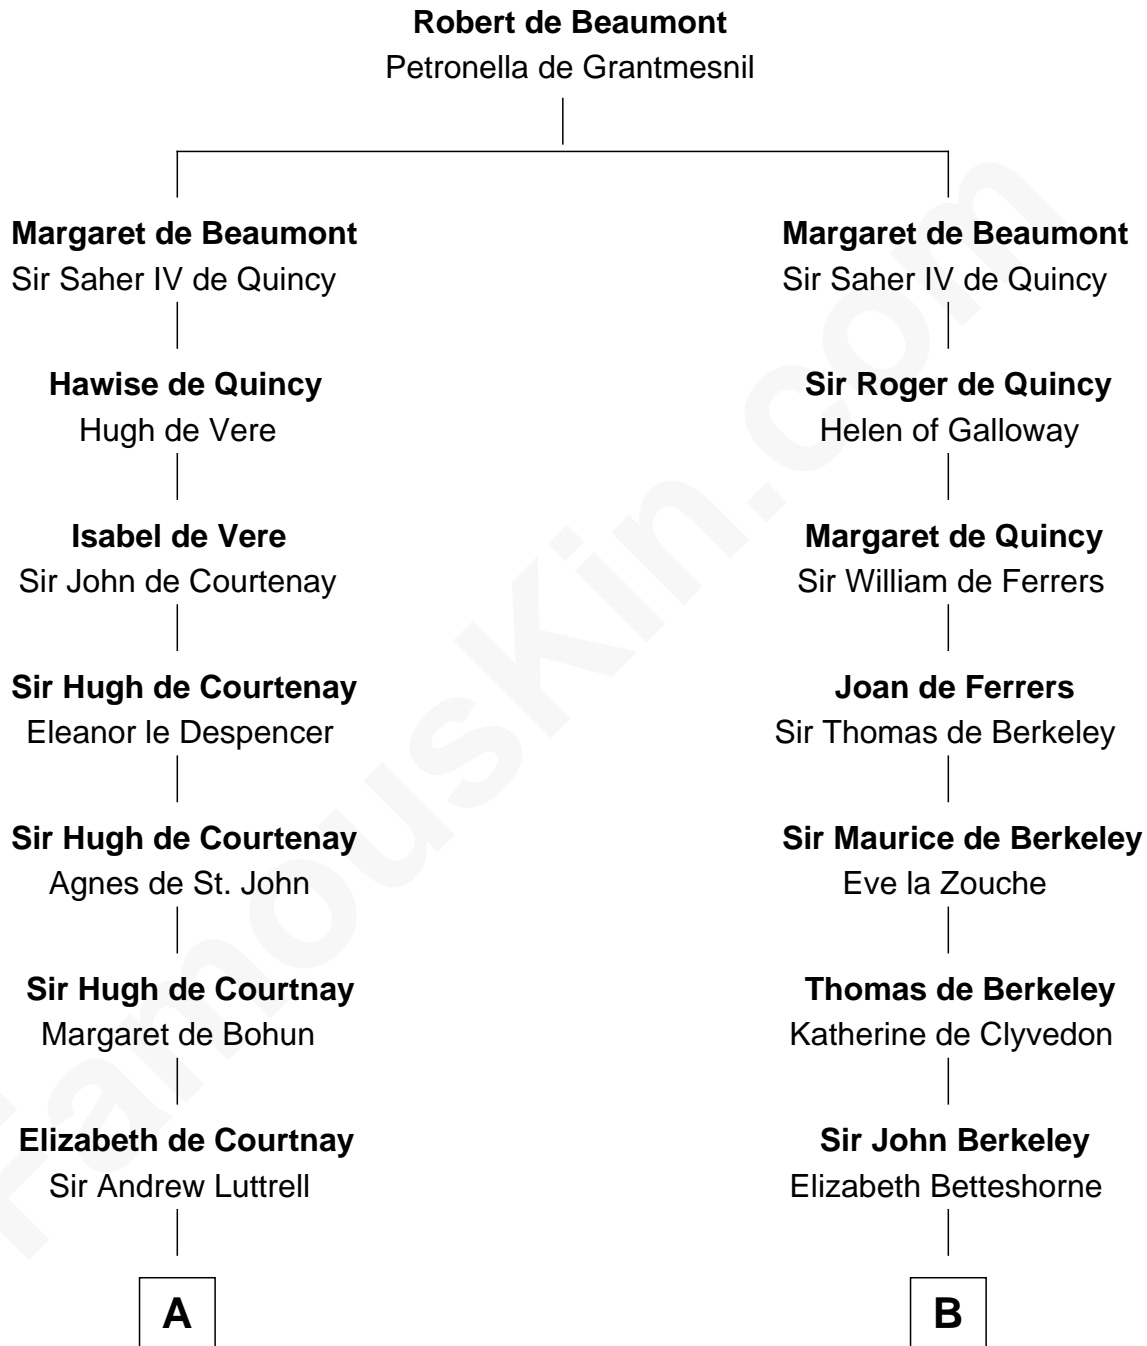 Robert de Beaumont
Petronella de Grantmesnil
Margaret de Beaumont
Sir Saher IV de Quincy
Margaret de Beaumont
Sir Saher IV de Quincy
Hawise de Quincy
Hugh de Vere
Sir Roger de Quincy
Helen of Galloway
Isabel de Vere
Sir John de Courtenay
Margaret de Quincy
Sir William de Ferrers
Sir Hugh de Courtenay
Eleanor le Despencer
Joan de Ferrers
Sir Thomas de Berkeley
Sir Hugh de Courtenay
Agnes de St. John
Sir Maurice de Berkeley
Eve la Zouche
Sir Hugh de Courtnay
Margaret de Bohun
Thomas de Berkeley
Katherine de Clyvedon
Elizabeth de Courtnay
Sir Andrew Luttrell
Sir John Berkeley
Elizabeth Betteshorne
A
B
FamousKin.com